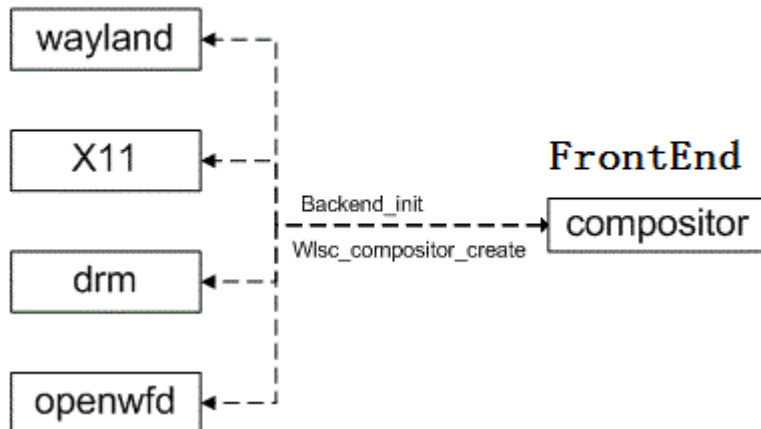 wayland
X11
drm
openwfd
Backend_init
Wlsc_compositor_create
FrontEnd
compositor